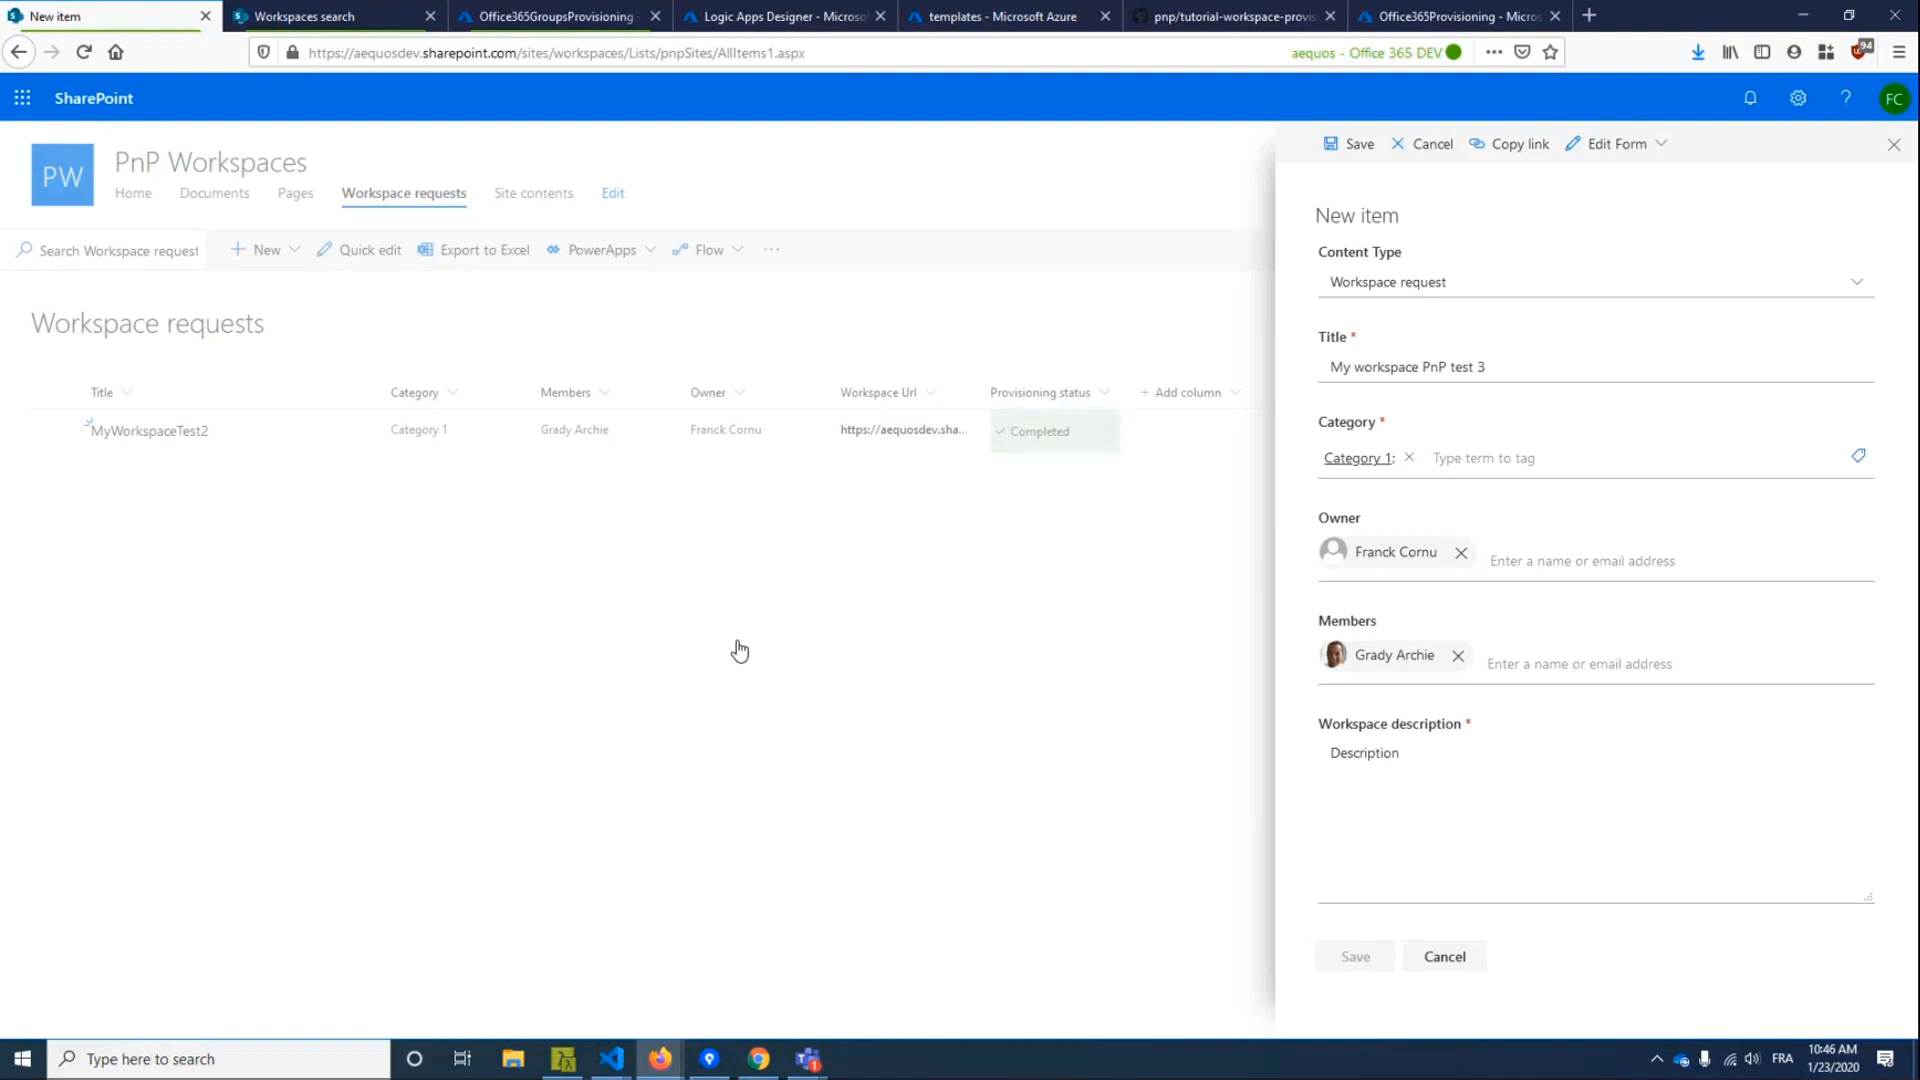 New item
Workspaces search
Office365GroupsProvisioning -
Logic Apps Designer - Microso
templates - Microsoft Azure
pnp/tutorial-workspace-provis
Office365Provisioning - Micros
https://aequosdev.sharepoint.com/sites/workspaces/Lists/pnpSites/AllItems1.aspx
aequos - Office 365 DEV
94
SharePoint
FC
PW
PnP Workspaces
Home
Documents
Pages
Workspace requests
Site contents
Edit
Search Workspace request
New
Quick edit
Export to Excel
PowerApps
Flow
Workspace requests
Title
Category
Members
Owner
Workspace Url
Provisioning status
+ Add column
MyWorkspaceTest2
Category 1
Grady Archie
Franck Cornu
https://aequosdev.sha...
Completed
Save
Cancel
Copy link
Edit Form
New item
Content Type
Workspace request
Title *
My workspace PnP test 3
Category *
Category 1;
Type term to tag
Owner
Franck Cornu
Enter a name or email address
Members
Grady Archie
Enter a name or email address
Workspace description *
Description
Save
Cancel
Type here to search
FRA
10:46 AM
1/23/2020